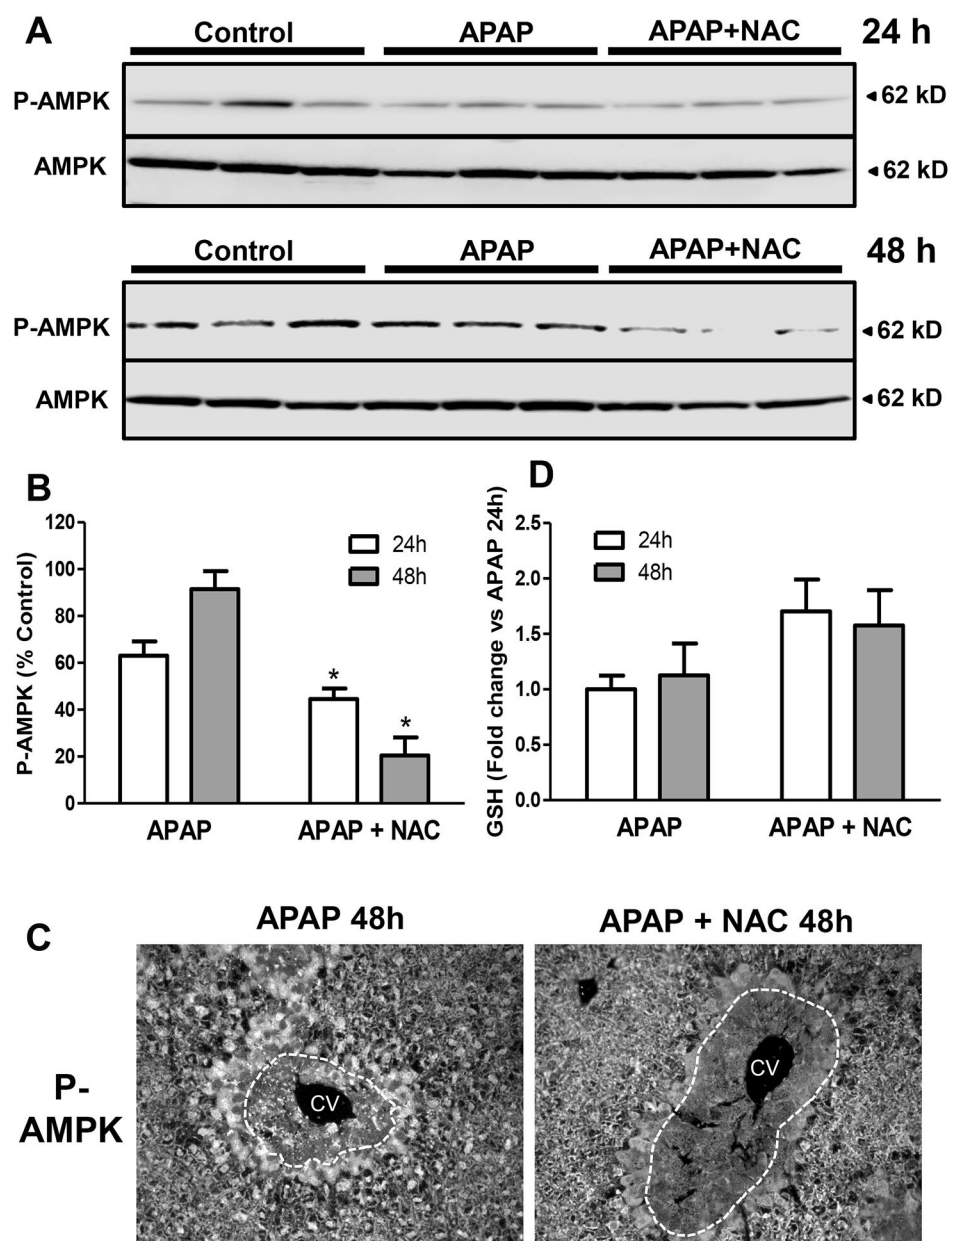 A
Control APAP APAP+NAC 24 h
P-AMPK 62 kD
AMPK 62 kD
Control APAP APAP+NAC 48 h
P-AMPK 62 kD
AMPK 62 kD
B
P-AMPK (% Control)
120
100
80
60
40
20
0
24h
48h
*
*
APAP APAP + NAC
D
GSH (Fold change vs APAP 24h)
2.5
2.0
1.5
1.0
0.5
0.0
24h
48h
APAP APAP + NAC
C
APAP 48h APAP + NAC 48h
P-
AMPK
CV
CV